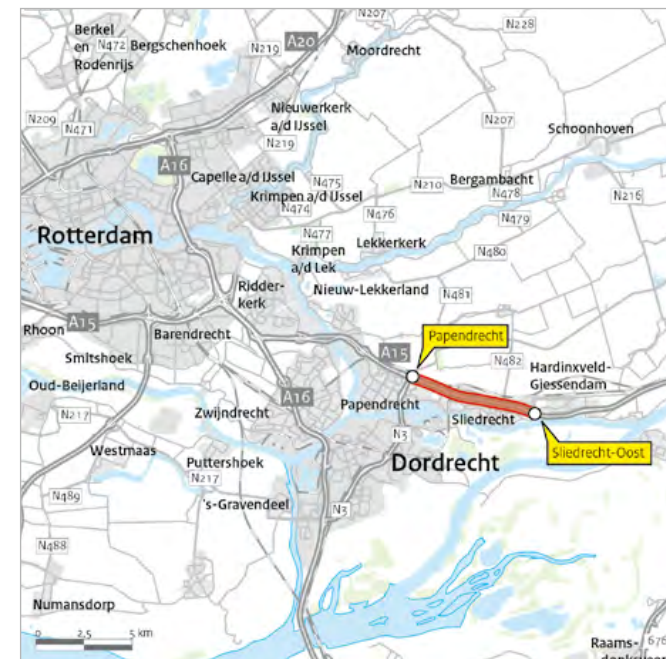 Berkel
en
Rodenrijs
N472
Bergschenhoek
N219
A20
N207
N228
Moordrecht
N209
N471
Nieuwerkerk
a/d IJssel
N207
Schoonhoven
N219
A16
Capelle a/d IJssel
N475
N210
Bergambacht
Krimpen a/d IJssel
N474
N476
N478
N216
N479
Rotterdam
N477
Lekkerkerk
Krimpen
a/d Lek
N480
Ridder-
kerk
Nieuw-Lekkerland
N481
Rhoon
A15
Barendrecht
A15
Papendrecht
N482
Hardinxveld-
Giessendam
Smitshoek
Oud-Beijerland
A16
Papendrecht
Zwijndrecht
Sliedrecht
N217
N3
Sliedrecht-Oost
Westmaas
Puttershoek
Dordrecht
N217
N489
's-Gravendeel
N3
N488
Numansdorp
0 2,5 5 km
Raams-